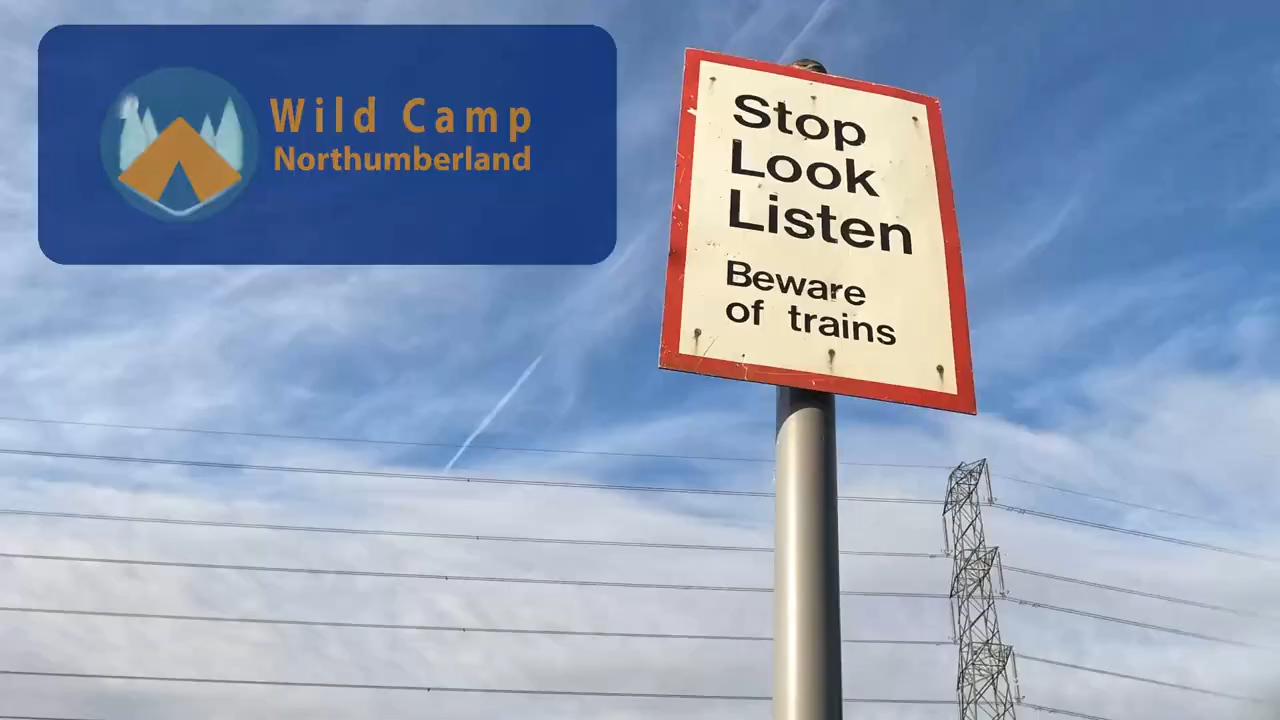 Wild Camp
Northumberland
Stop
Look
Listen
Beware
of trains